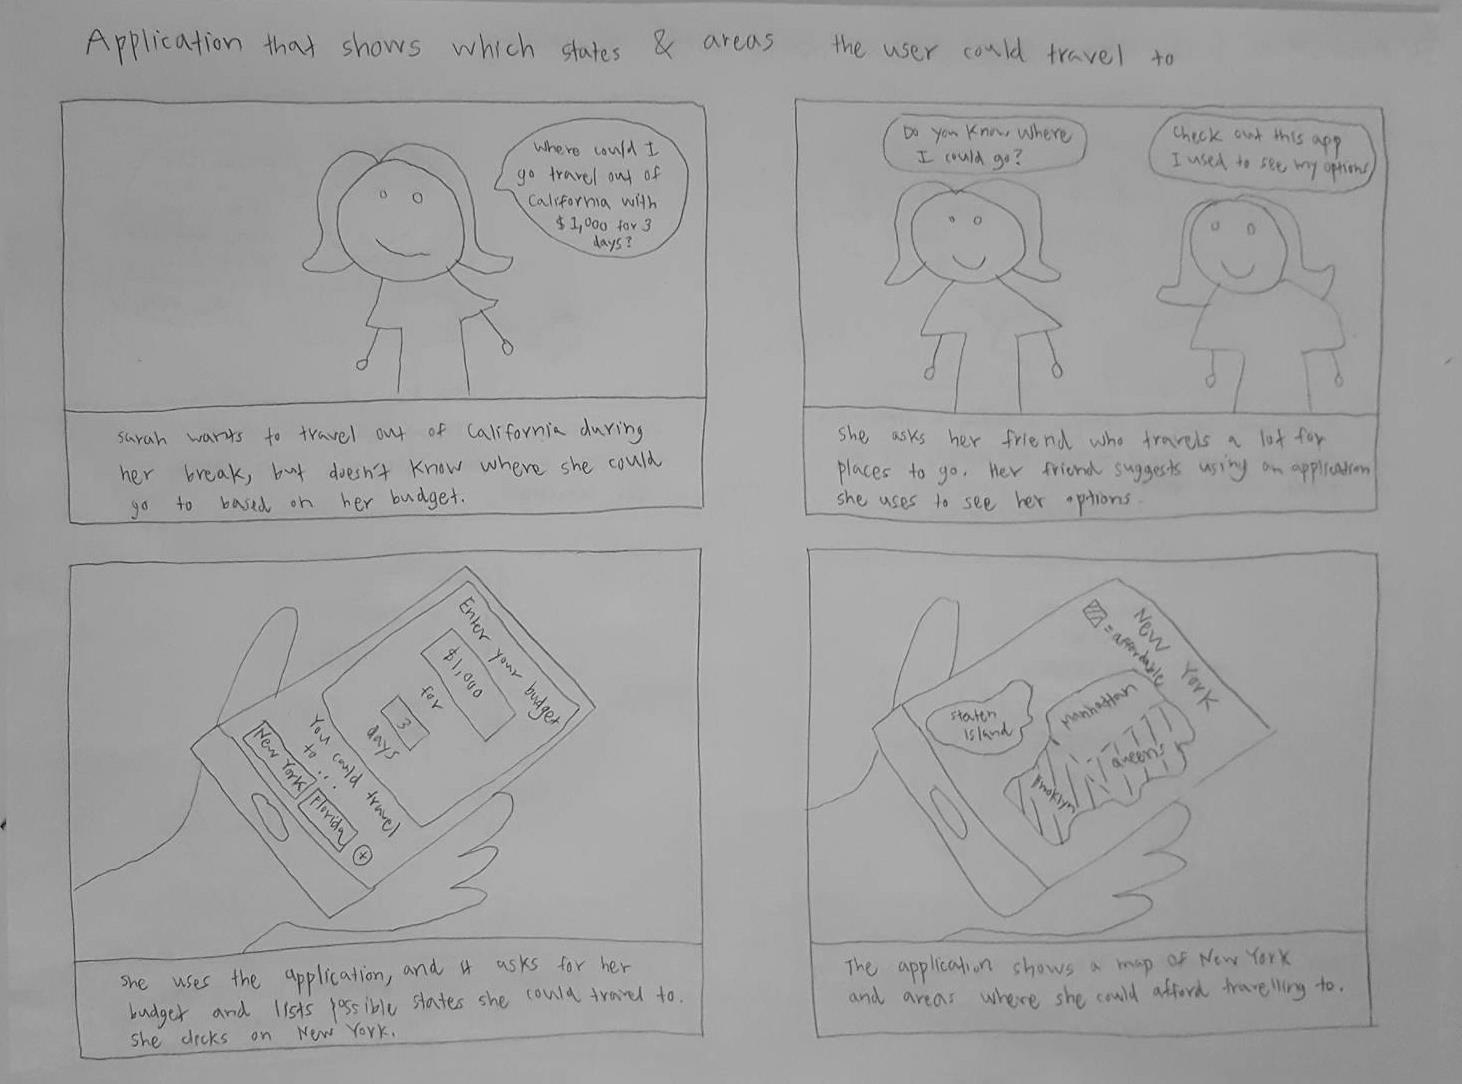 Application that shows which states & areas the user could travel to
Where could I
go travel out of
California with
$1,000 for 3
days?
Sarah wants to travel out of California during
her break, but doesn't know where she could
go to based on her budget.
Do you know where
I could go?
Check out this app
I used to see my options
She asks her friend who travels a lot for
places to go. Her friend suggests using an application
she uses to see her options.
Enter your budget
$1,000
for
3
days
You could travel
to...
New York
Florida
+
She uses the application, and it asks for her
budget and lists possible states she could travel to.
She clicks on New York.
New York
= affordable
Staten
Island
Manhattan
Queens
Brooklyn
The application shows a map of New York
and areas where she could afford travelling to.